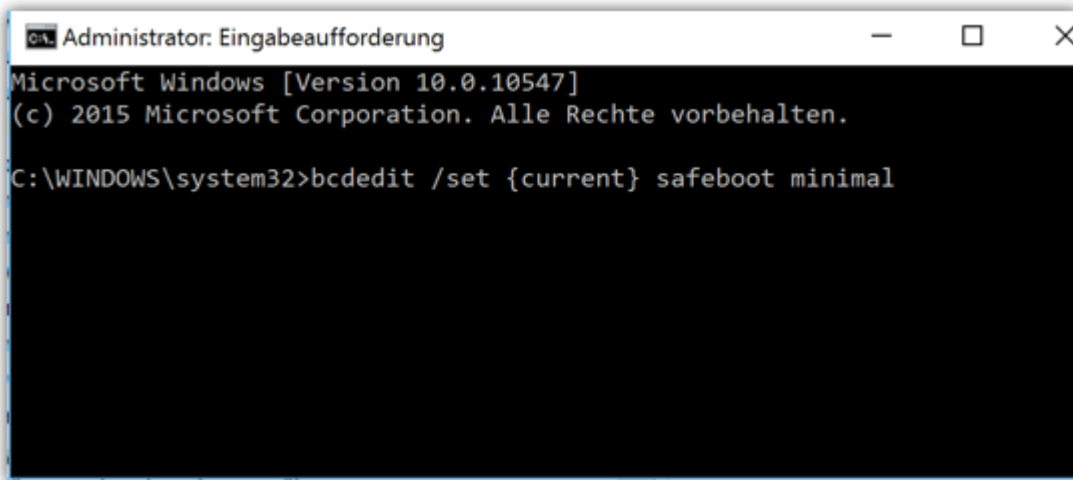 Administrator: Eingabeaufforderung
Microsoft Windows [Version 10.0.10547]
(c) 2015 Microsoft Corporation. Alle Rechte vorbehalten.
C:\WINDOWS\system32>bcdedit /set {current} safeboot minimal